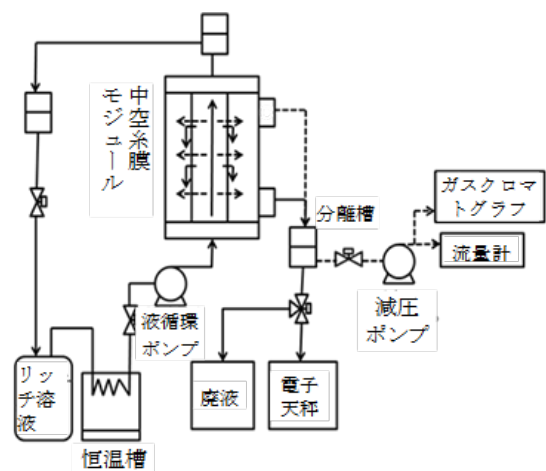 中空糸膜
モジュール
ガスクロマ
トグラフ
分離槽
流量計
減圧
ポンプ
液循環
ポンプ
リッ
チ溶
液
廃液
電子
天秤
恒温槽